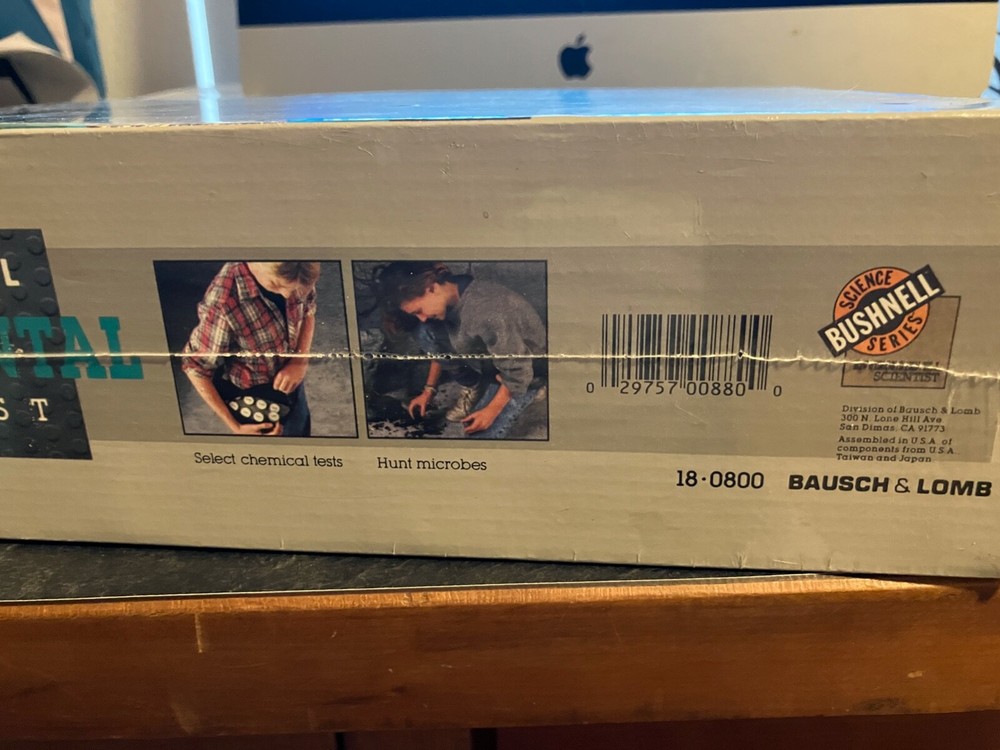 L
NTAL
ST
Select chemical tests
Hunt microbes
0 29757 00880 0
18·0800
SCIENCE
BUSHNELL
SERIES
SCIENTIST
Division of Bausch & Lomb
300 N. Lone Hill Ave
San Dimas, CA 91773
Assembled in U.S.A. of
components from U.S.A.
Taiwan and Japan
BAUSCH & LOMB